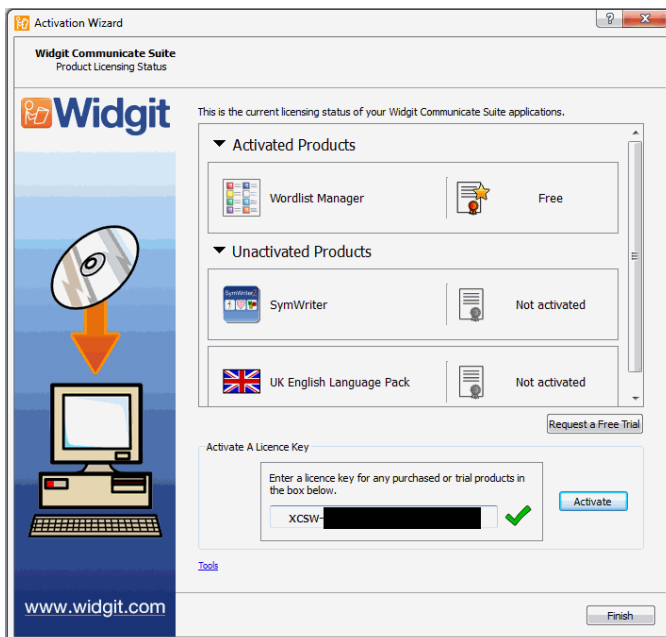 Activation Wizard
Widgit Communicate Suite
Product Licensing Status
Widgit
This is the current licensing status of your Widgit Communicate Suite applications.
Activated Products
Wordlist Manager
Free
Unactivated Products
SymWriter 2
SymWriter
Not activated
UK English Language Pack
Not activated
Request a Free Trial
Activate A Licence Key
Enter a licence key for any purchased or trial products in
the box below.
XCSW-
Activate
Tools
www.widgit.com
Finish